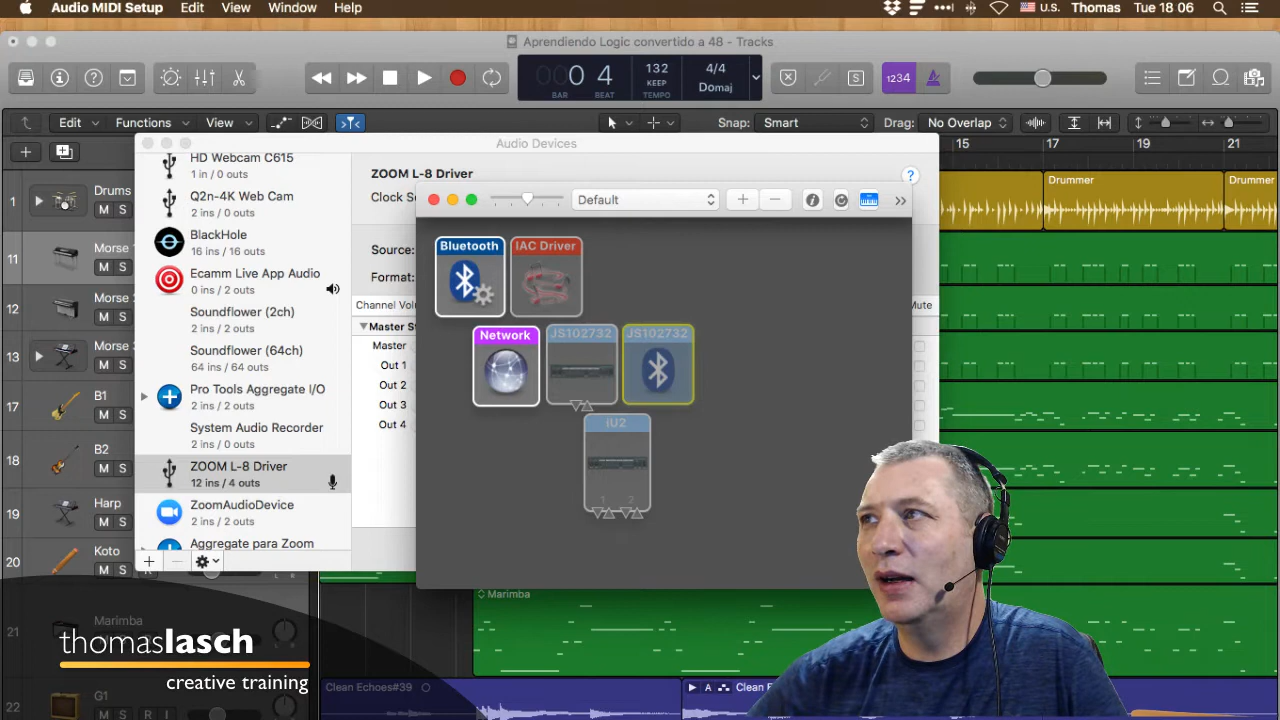 Audio MIDI Setup Edit View Window Help U.S. Thomas Tue 18 06
Aprendiendo Logic convertido a 48 - Tracks
0 4 132 4/4
KEEP Domaj 1234
BAR BEAT TEMPO
Edit Functions View Snap: Smart Drag: No Overlap
Audio Devices
15 17 19 21
HD Webcam C615
1 in / 0 outs
Q2n-4K Web Cam
2 ins / 0 outs
BlackHole
16 ins / 16 outs
Ecamm Live App Audio
0 ins / 2 outs
Soundflower (2ch)
2 ins / 2 outs
Soundflower (64ch)
64 ins / 64 outs
Pro Tools Aggregate I/O
2 ins / 2 outs
System Audio Recorder
ZOOM L-8 Driver
12 ins / 4 outs
ZoomAudioDevice
2 ins / 2 outs
Aggregate para Zoom
ZOOM L-8 Driver
Clock
Source:
Format:
Channel
Mute
Master
Out 1
Out 2
Out 3
Out 4
Default
Bluetooth IAC Driver
Network JS102732 JS102732
iU2
1 2
1 Drums
M S
11 Morse
M S
12 Morse
M S
13 Morse
M S
17 B1
M S
18 B2
M S
19 Harp
M S
20 Koto
M S
21 Marimba
22 G1
M S R I
Drummer Drummer
Marimba
Clean Echoes#39
A Clean
thomaslasch
creative training